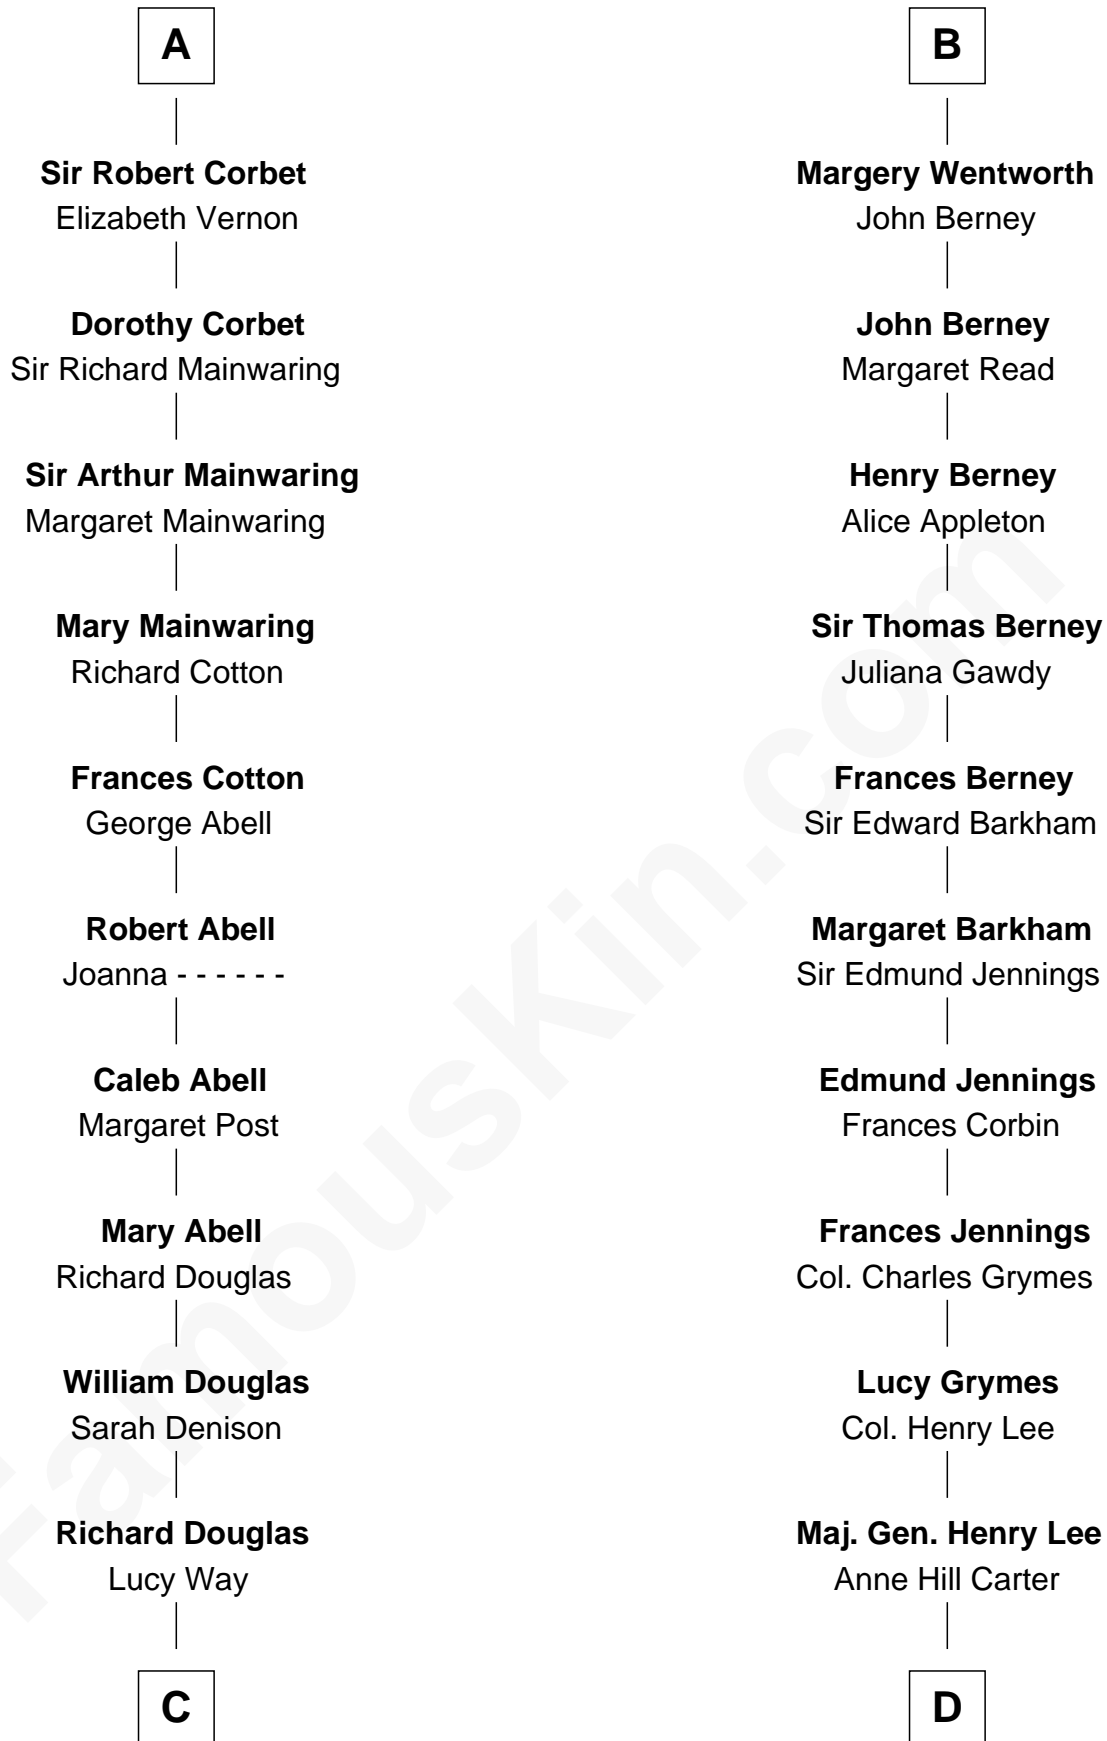 A
Sir Robert Corbet
Elizabeth Vernon
Dorothy Corbet
Sir Richard Mainwaring
Sir Arthur Mainwaring
Margaret Mainwaring
Mary Mainwaring
Richard Cotton
Frances Cotton
George Abell
Robert Abell
Joanna - - - - - -
Caleb Abell
Margaret Post
Mary Abell
Richard Douglas
William Douglas
Sarah Denison
Richard Douglas
Lucy Way
C
B
Margery Wentworth
John Berney
John Berney
Margaret Read
Henry Berney
Alice Appleton
Sir Thomas Berney
Juliana Gawdy
Frances Berney
Sir Edward Barkham
Margaret Barkham
Sir Edmund Jennings
Edmund Jennings
Frances Corbin
Frances Jennings
Col. Charles Grymes
Lucy Grymes
Col. Henry Lee
Maj. Gen. Henry Lee
Anne Hill Carter
D
FamousKin.com